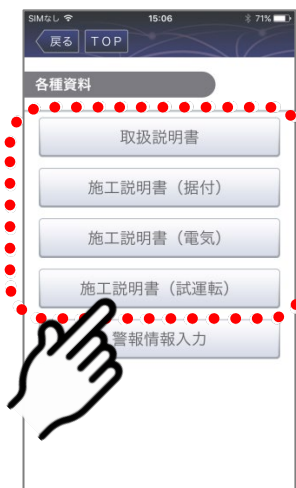 SIMなし 15:06 71%
戻る TOP
各種資料
取扱説明書
施工説明書（据付）
施工説明書（電気）
施工説明書（試運転）
警報情報入力